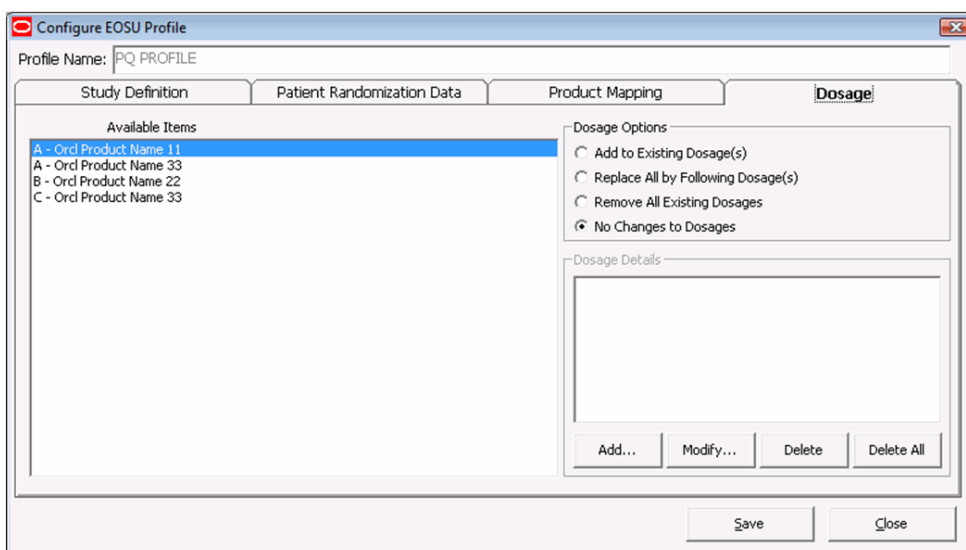 Configure EOSU Profile
Profile Name: PQ PROFILE
Study Definition Patient Randomization Data Product Mapping Dosage
Available Items
A - Orcl Product Name 11
A - Orcl Product Name 33
B - Orcl Product Name 22
C - Orcl Product Name 33
Dosage Options
Add to Existing Dosage(s)
Replace All by Following Dosage(s)
Remove All Existing Dosages
No Changes to Dosages
Dosage Details
Add... Modify... Delete Delete All
Save Close